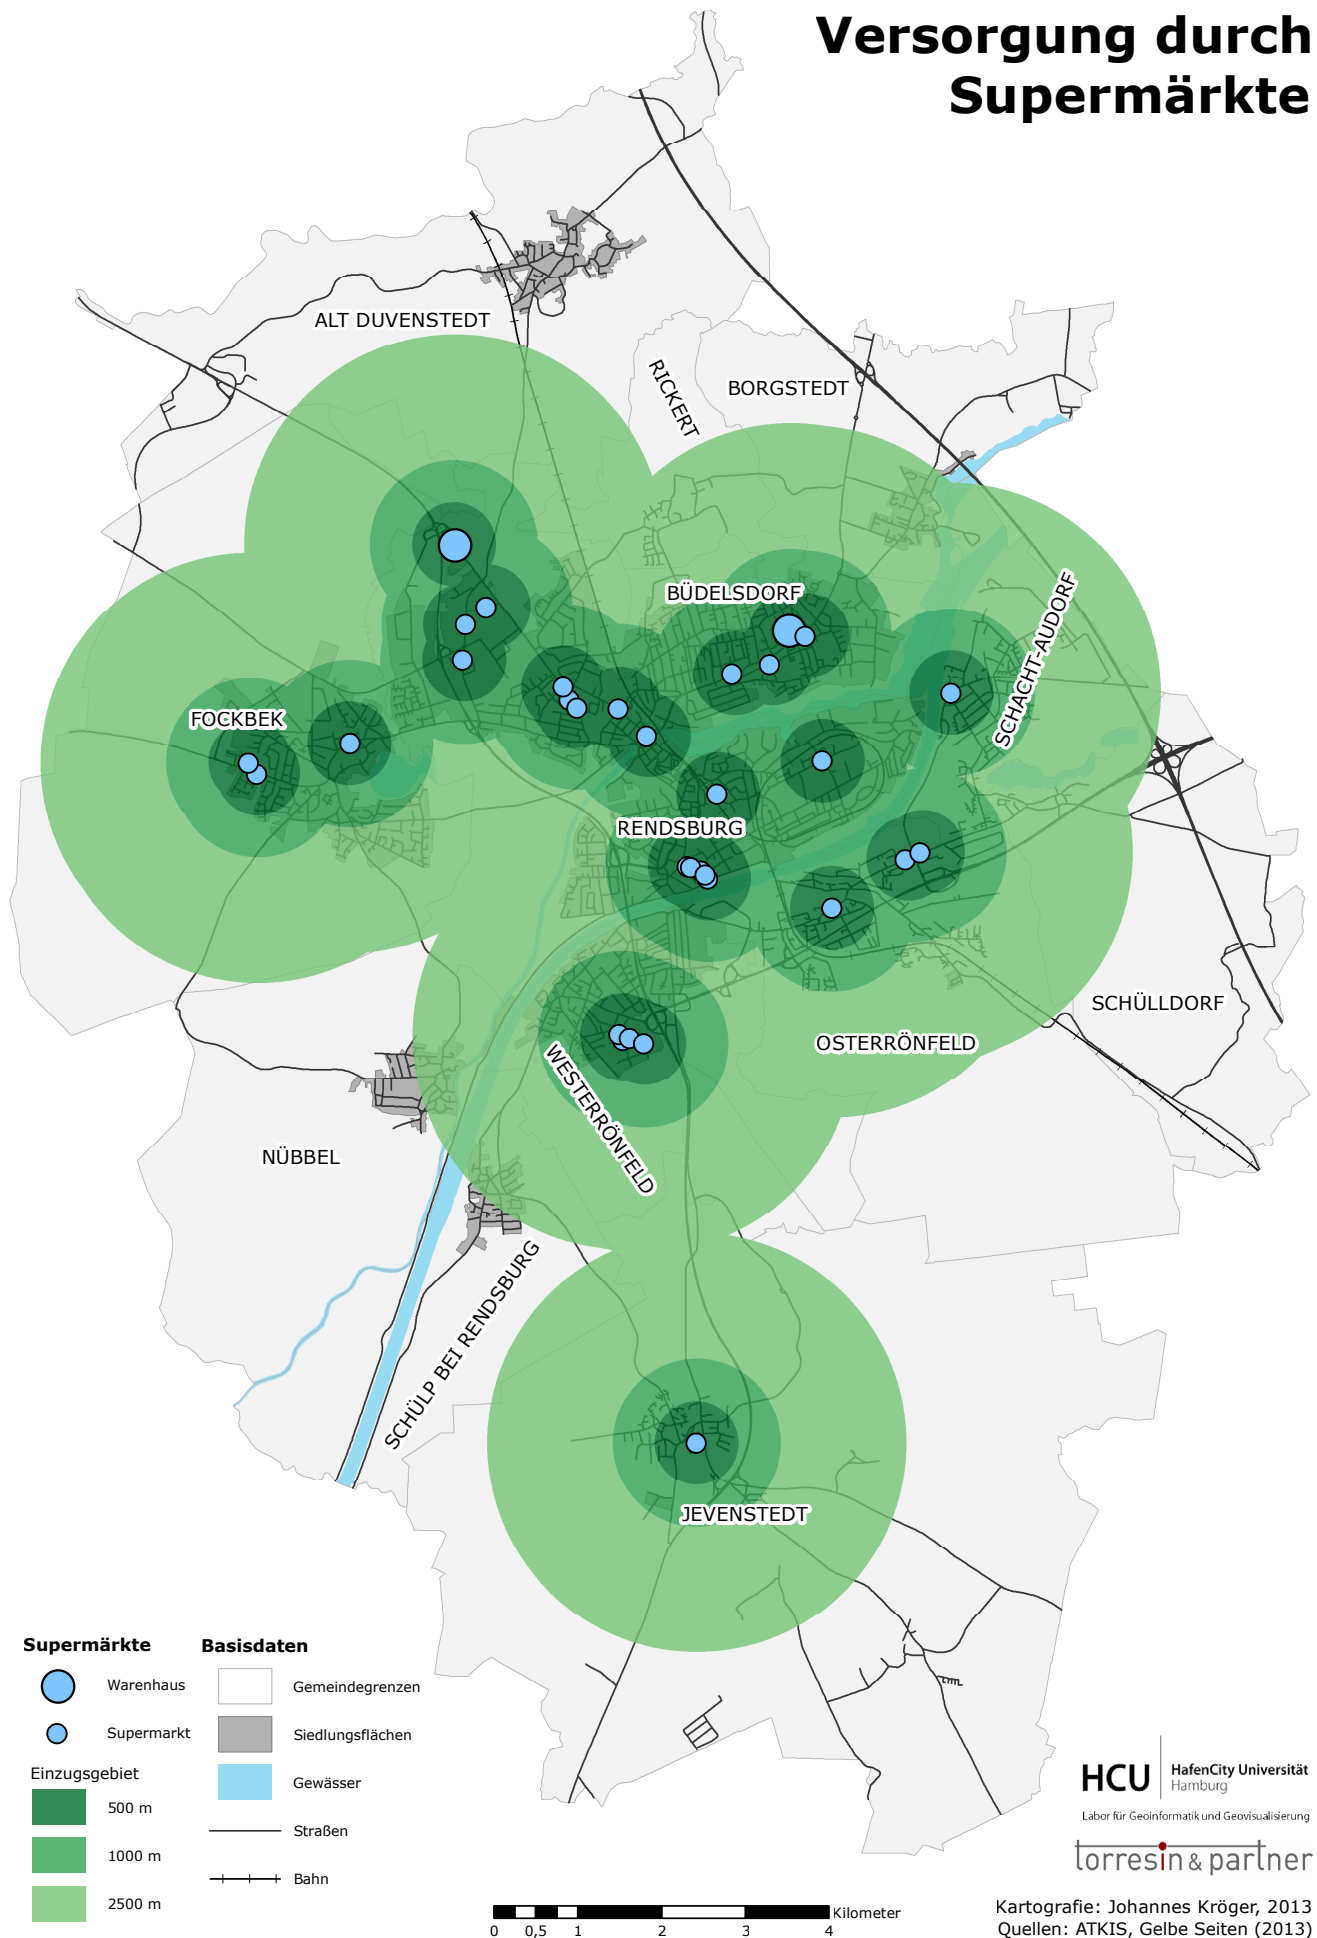 Versorgung durch
Supermärkte
ALT DUVENSTEDT
RICKERT
BORGSTEDT
BÜDELSDORF
SCHACHT-AUDORF
FOCKBEK
RENDSBURG
SCHÜLLDORF
OSTERRÖNFELD
WESTERRÖNFELD
NÜBBEL
SCHÜLP BEI RENDSBURG
JEVENSTEDT
Supermärkte
Warenhaus
Supermarkt
Einzugsgebiet
500 m
1000 m
2500 m
Basisdaten
Gemeindegrenzen
Siedlungsflächen
Gewässer
Straßen
Bahn
Kilometer
0 0,5 1 2 3 4
HCU
HafenCity Universität
Hamburg
Labor für Geoinformatik und Geovisualisierung
torresin & partner
Kartografie: Johannes Kröger, 2013
Quellen: ATKIS, Gelbe Seiten (2013)